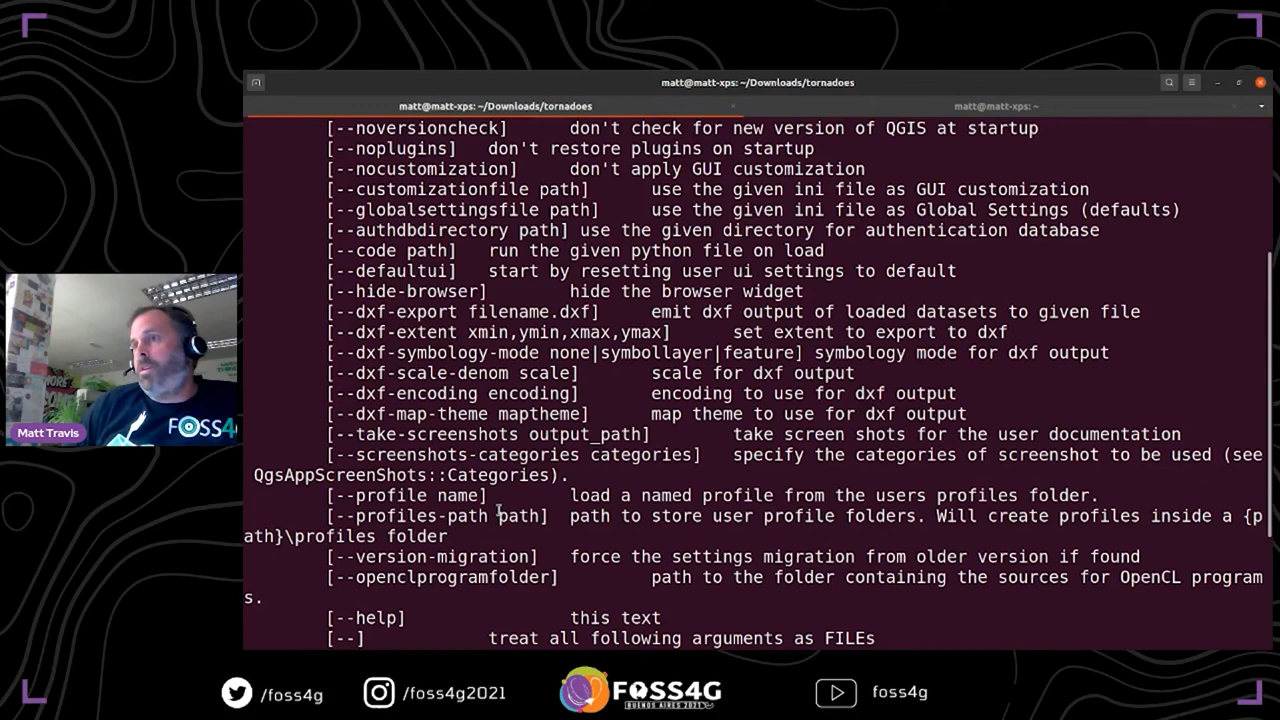 matt@matt-xps: ~/Downloads/tornadoes
matt@matt-xps: ~/Downloads/tornadoes
matt@matt-xps: ~
[--noversioncheck] don't check for new version of QGIS at startup
[--noplugins] don't restore plugins on startup
[--nocustomization] don't apply GUI customization
[--customizationfile path] use the given ini file as GUI customization
[--globalsettingsfile path] use the given ini file as Global Settings (defaults)
[--authdbdirectory path] use the given directory for authentication database
[--code path] run the given python file on load
[--defaultui] start by resetting user ui settings to default
[--hide-browser] hide the browser widget
[--dxf-export filename.dxf] emit dxf output of loaded datasets to given file
[--dxf-extent xmin,ymin,xmax,ymax] set extent to export to dxf
[--dxf-symbology-mode none|symbollayer|feature] symbology mode for dxf output
[--dxf-scale-denom scale] scale for dxf output
[--dxf-encoding encoding] encoding to use for dxf output
[--dxf-map-theme maptheme] map theme to use for dxf output
[--take-screenshots output_path] take screen shots for the user documentation
[--screenshots-categories categories] specify the categories of screenshot to be used (see
QgsAppScreenShots::Categories).
[--profile name] load a named profile from the users profiles folder.
[--profiles-path path] path to store user profile folders. Will create profiles inside a {p
ath}\profiles folder
[--version-migration] force the settings migration from older version if found
[--openclprogramfolder] path to the folder containing the sources for OpenCL program
s.
[--help] this text
[--] treat all following arguments as FILEs
FOSS4G
Matt Travis
/foss4g
/foss4g2021
FOSS4G
BUENOS AIRES 2021
foss4g